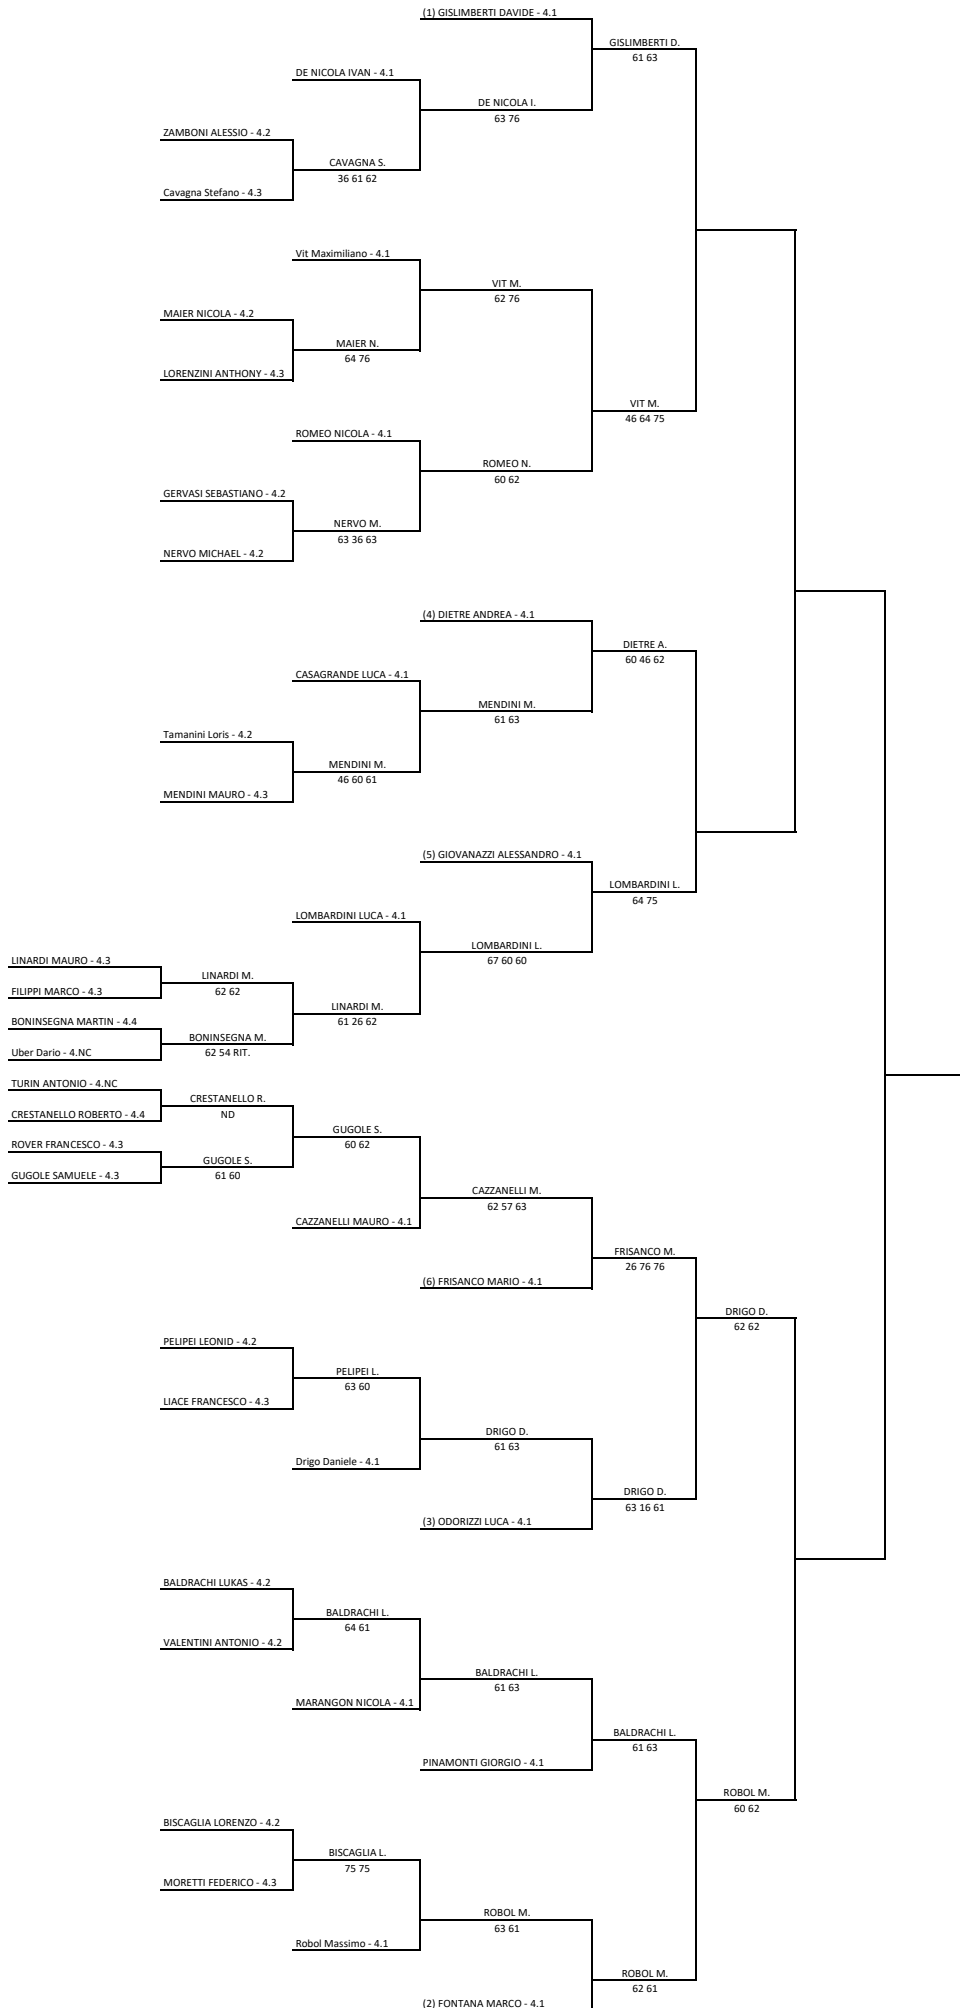 (1) GISLIMBERTI DAVIDE - 4.1
GISLIMBERTI D.
61 63
DE NICOLA IVAN - 4.1
DE NICOLA I.
63 76
ZAMBONI ALESSIO - 4.2
CAVAGNA S.
36 61 62
Cavagna Stefano - 4.3
Vit Maximiliano - 4.1
VIT M.
62 76
MAIER NICOLA - 4.2
MAIER N.
64 76
LORENZINI ANTHONY - 4.3
VIT M.
46 64 75
ROMEO NICOLA - 4.1
ROMEO N.
60 62
GERVASI SEBASTIANO - 4.2
NERVO M.
63 36 63
NERVO MICHAEL - 4.2
(4) DIETRE ANDREA - 4.1
DIETRE A.
60 46 62
CASAGRANDE LUCA - 4.1
MENDINI M.
61 63
Tamanini Loris - 4.2
MENDINI M.
46 60 61
MENDINI MAURO - 4.3
(5) GIOVANAZZI ALESSANDRO - 4.1
LOMBARDINI L.
64 75
LOMBARDINI LUCA - 4.1
LOMBARDINI L.
67 60 60
LINARDI MAURO - 4.3
LINARDI M.
62 62
FILIPPI MARCO - 4.3
LINARDI M.
61 26 62
BONINSEGNA MARTIN - 4.4
BONINSEGNA M.
62 54 RIT.
Uber Dario - 4.NC
TURIN ANTONIO - 4.NC
CRESTANELLO R.
ND
CRESTANELLO ROBERTO - 4.4
GUGOLE S.
60 62
ROVER FRANCESCO - 4.3
GUGOLE S.
61 60
GUGOLE SAMUELE - 4.3
CAZZANELLI M.
62 57 63
CAZZANELLI MAURO - 4.1
FRISANCO M.
26 76 76
(6) FRISANCO MARIO - 4.1
DRIGO D.
62 62
PELIPEI LEONID - 4.2
PELIPEI L.
63 60
LIACE FRANCESCO - 4.3
DRIGO D.
61 63
Drigo Daniele - 4.1
DRIGO D.
63 16 61
(3) ODORIZZI LUCA - 4.1
BALDRACHI LUKAS - 4.2
BALDRACHI L.
64 61
VALENTINI ANTONIO - 4.2
BALDRACHI L.
61 63
MARANGON NICOLA - 4.1
BALDRACHI L.
61 63
PINAMONTI GIORGIO - 4.1
ROBOL M.
60 62
BISCAGLIA LORENZO - 4.2
BISCAGLIA L.
75 75
MORETTI FEDERICO - 4.3
ROBOL M.
63 61
Robol Massimo - 4.1
ROBOL M.
62 61
(2) FONTANA MARCO - 4.1